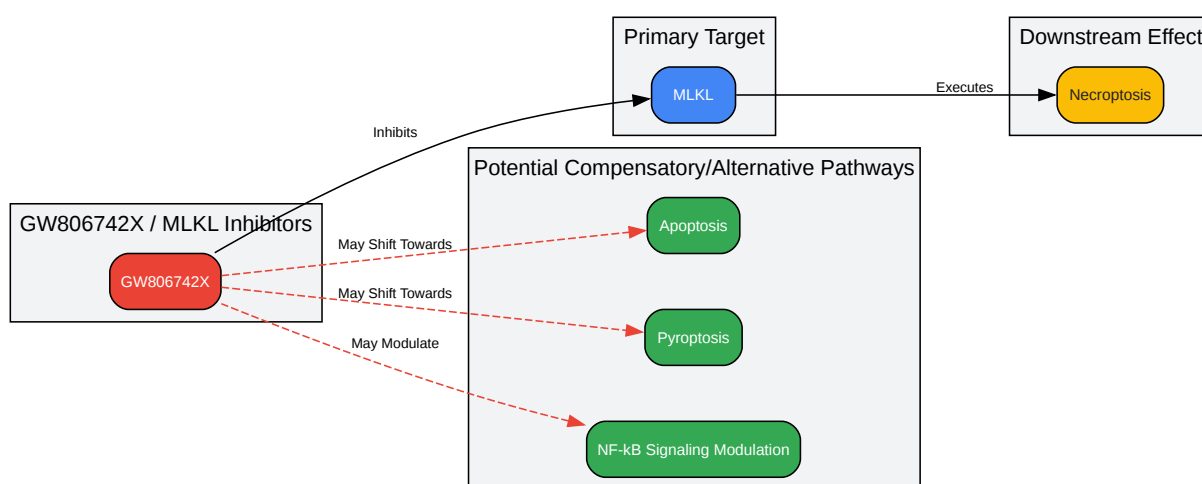 Primary Target
MLKL
Executes
Downstream Effect
Necroptosis
Inhibits
Potential Compensatory/Alternative Pathways
GW806742X / MLKL Inhibitors
GW806742X
May Shift Towards
Apoptosis
May Shift Towards
Pyroptosis
May Modulate
NF-kB Signaling Modulation